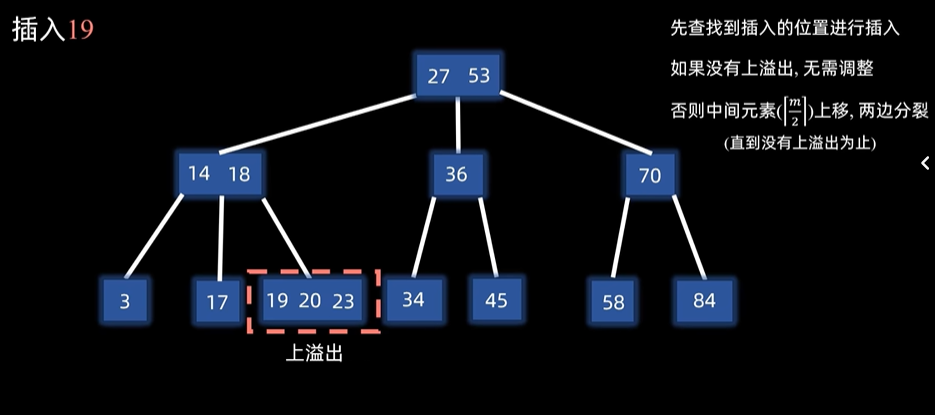 插入19
先查找到插入的位置进行插入
如果没有上溢出, 无需调整
否则中间元素(⌈m/2⌉)上移, 两边分裂
(直到没有上溢出为止)
27 53
14 18
36
70
3
17
19 20 23
34
45
58
84
上溢出